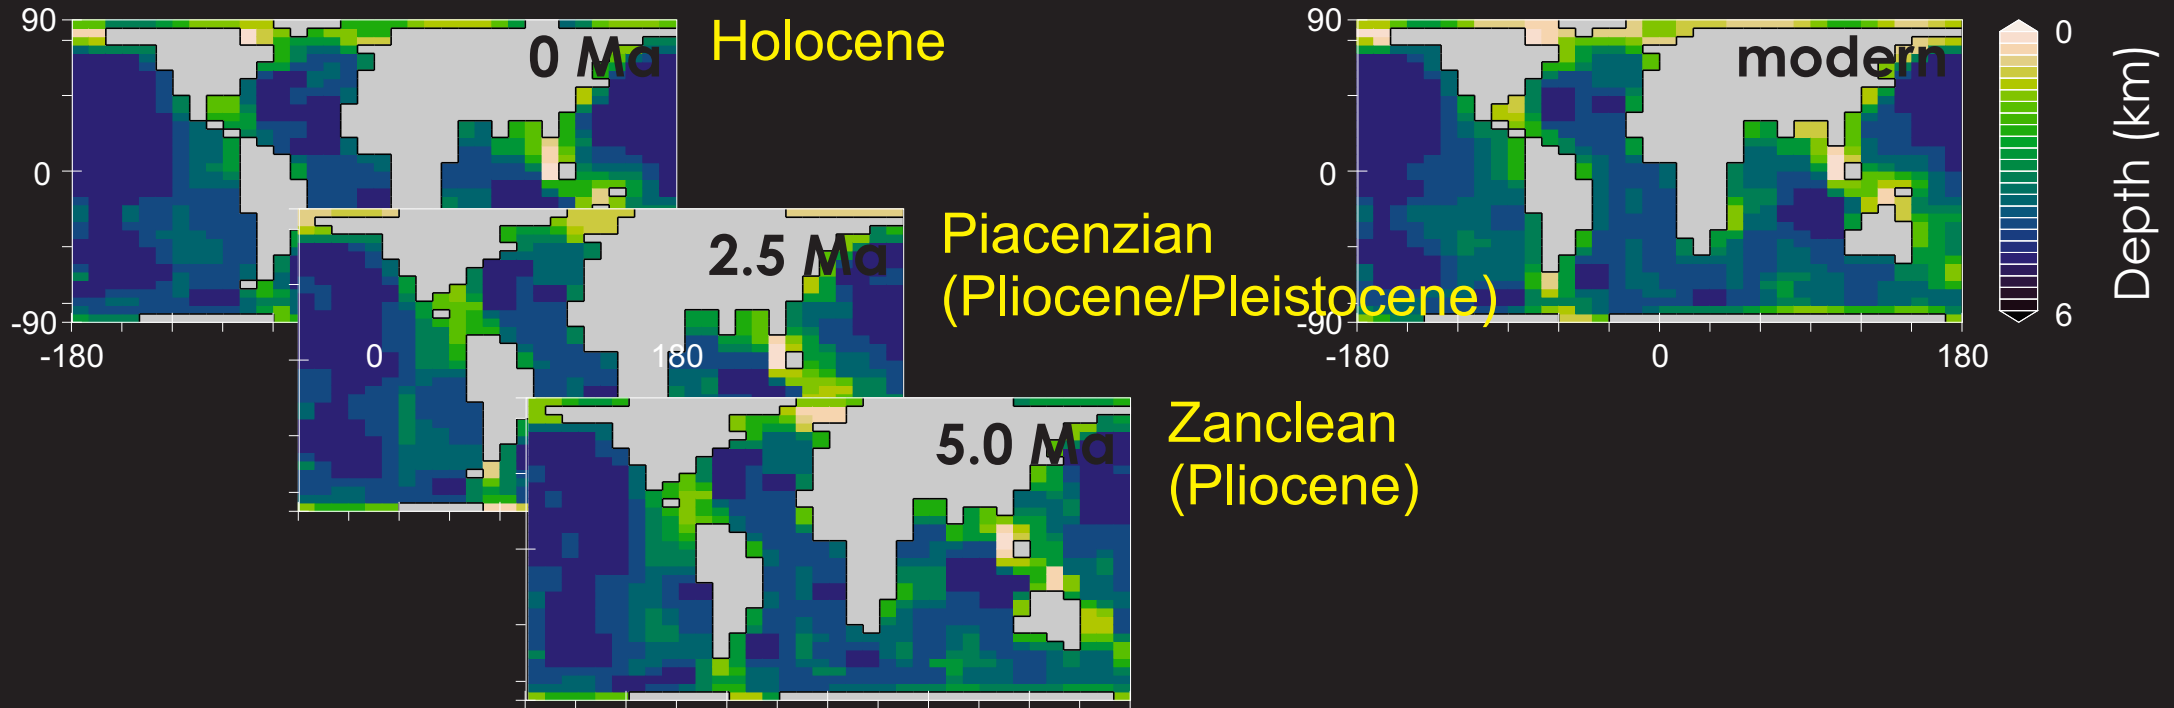 90
0 Ma
Holocene
0
-90
-180
0
180
2.5 Ma
Piacenzian
(Pliocene/Pleistocene)
5.0 Ma
Zanclean
(Pliocene)
90
modern
0
-90
-180
0
180
0
6
Depth (km)